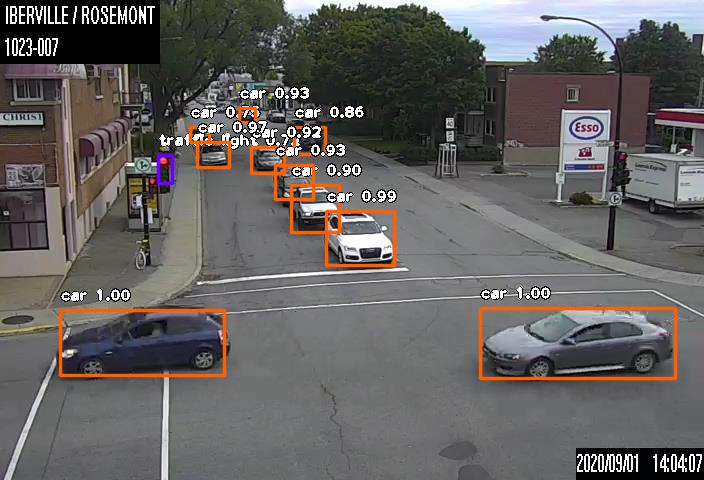 IBERVILLE / ROSEMONT
1023-007
car 0.93
car 0.86
car 0.97
car 0.92
car 0.93
car 0.90
car 0.99
CHRIST
Esso
car 1.00
car 1.00
2020/09/01 14:04:07